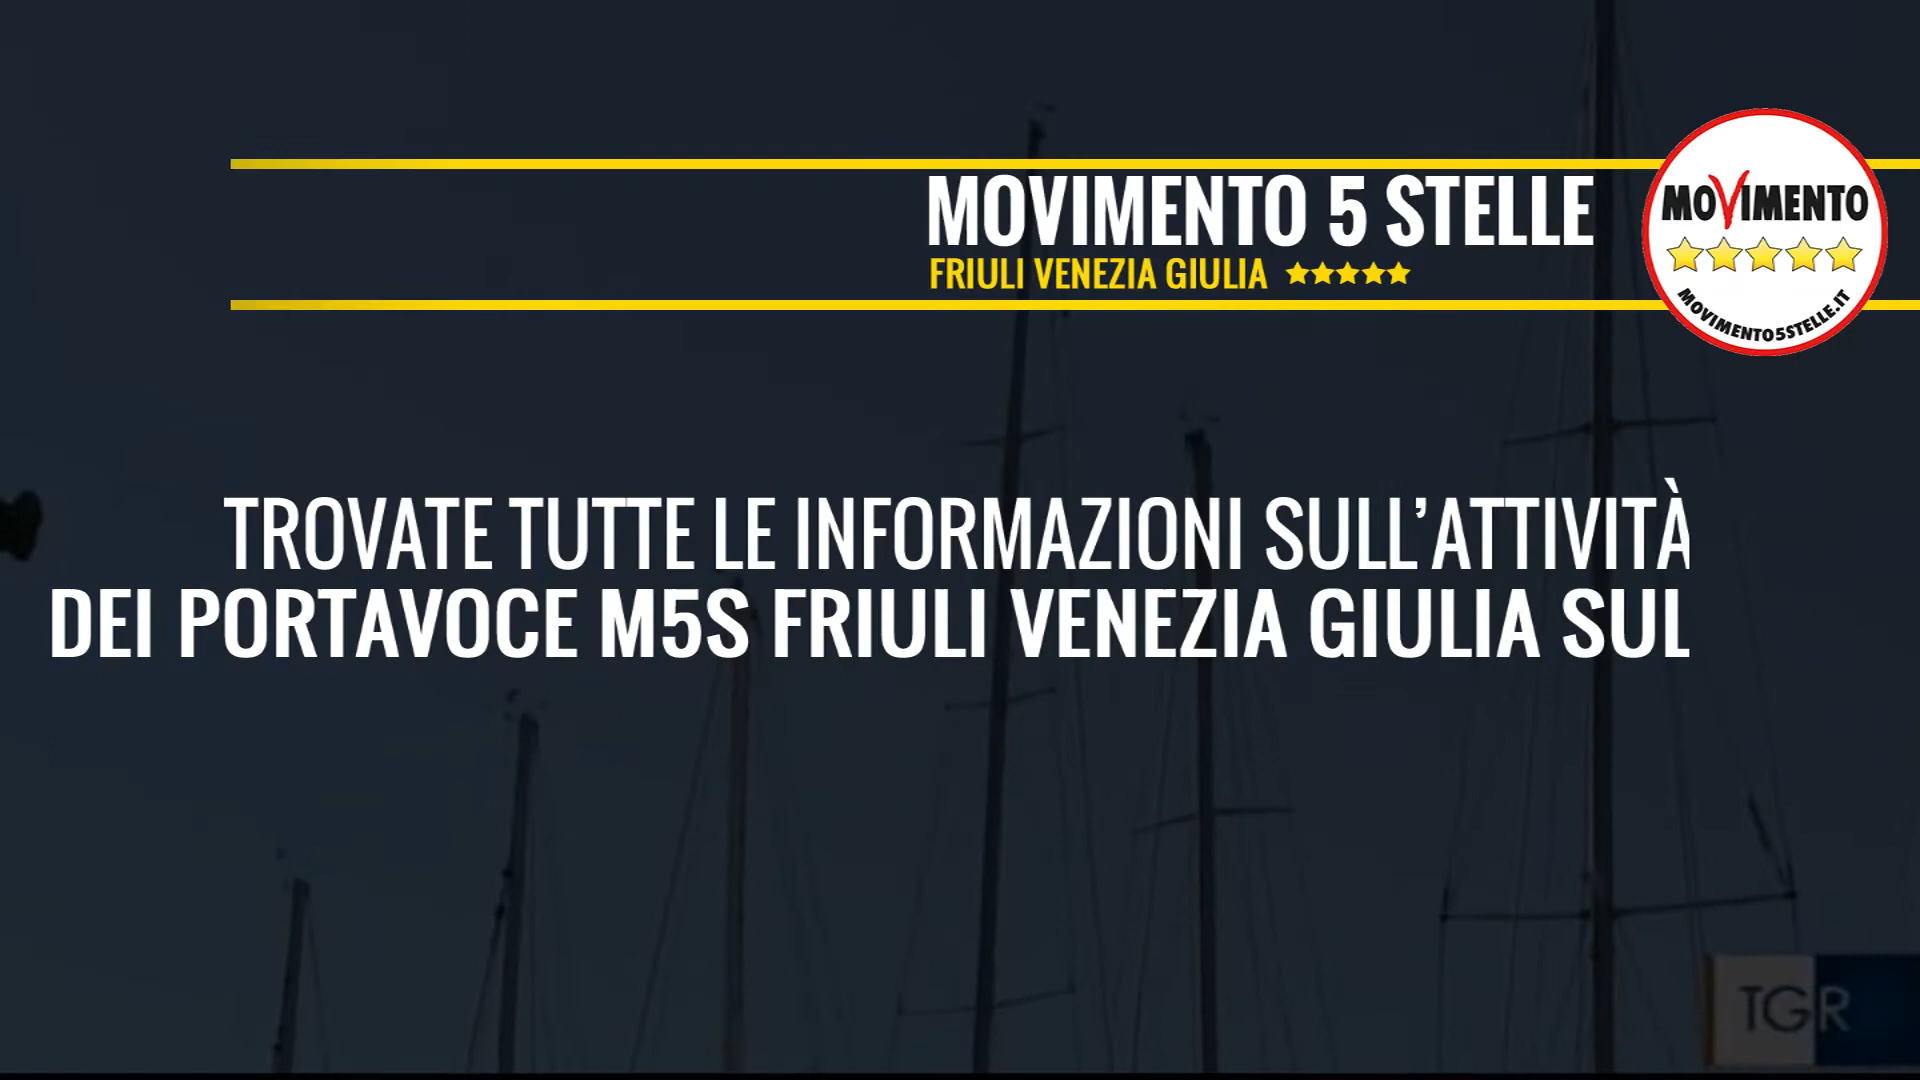 MOVIMENTO 5 STELLE
FRIULI VENEZIA GIULIA
MOVIMENTO
MOVIMENTO5STELLE.IT
TROVATE TUTTE LE INFORMAZIONI SULL’ATTIVITÀ
DEI PORTAVOCE M5S FRIULI VENEZIA GIULIA SUL
TGR